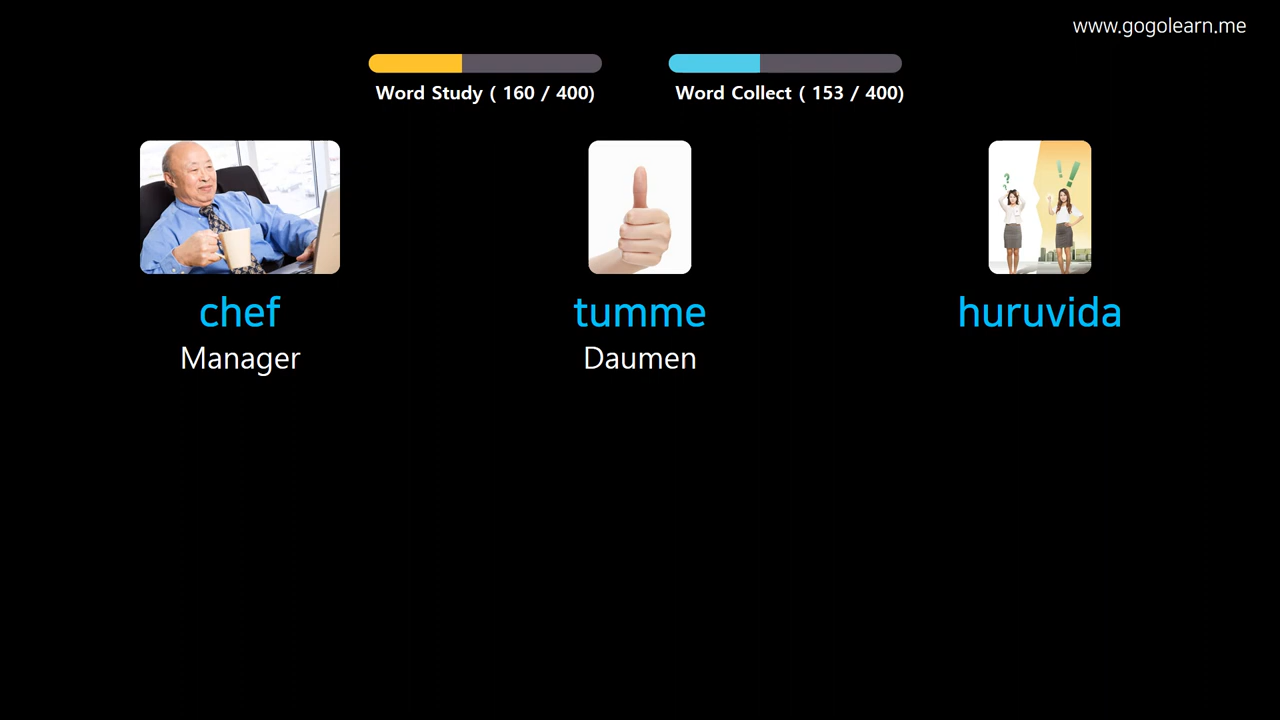 www.gogolearn.me
Word Study ( 160 / 400)
Word Collect ( 153 / 400)
chef
Manager
tumme
Daumen
huruvida